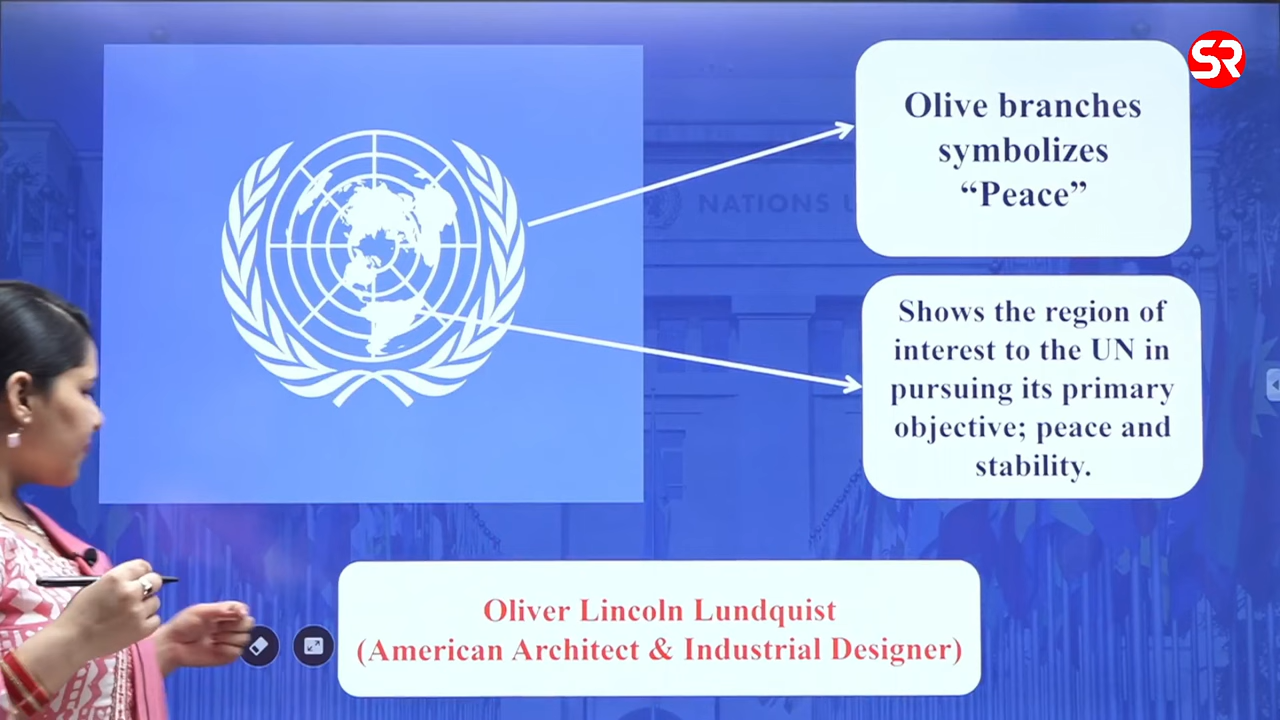 SR
Olive branches
symbolizes
“Peace”
NATIONS U
Shows the region of
interest to the UN in
pursuing its primary
objective; peace and
stability.
Oliver Lincoln Lundquist
(American Architect & Industrial Designer)